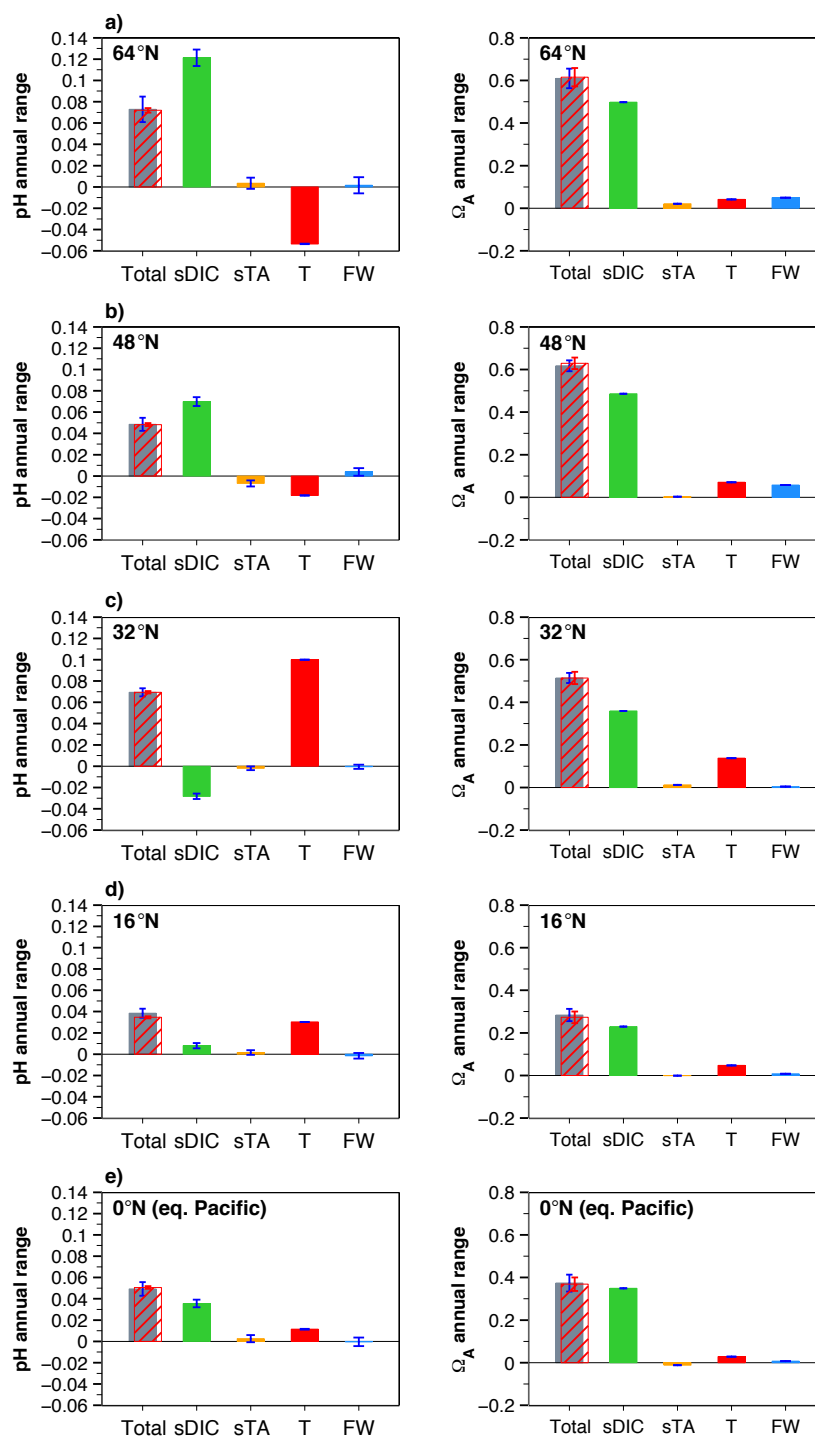 a)
64°N
0.14
0.12
0.1
0.08
0.06
0.04
0.02
0
−0.02
−0.04
−0.06
pH annual range
Total sDIC sTA T FW
64°N
0.8
0.6
0.4
0.2
0
−0.2
ΩA annual range
Total sDIC sTA T FW
b)
48°N
0.14
0.12
0.1
0.08
0.06
0.04
0.02
0
−0.02
−0.04
−0.06
pH annual range
Total sDIC sTA T FW
48°N
0.8
0.6
0.4
0.2
0
−0.2
ΩA annual range
Total sDIC sTA T FW
c)
32°N
0.14
0.12
0.1
0.08
0.06
0.04
0.02
0
−0.02
−0.04
−0.06
pH annual range
Total sDIC sTA T FW
32°N
0.8
0.6
0.4
0.2
0
−0.2
ΩA annual range
Total sDIC sTA T FW
d)
16°N
0.14
0.12
0.1
0.08
0.06
0.04
0.02
0
−0.02
−0.04
−0.06
pH annual range
Total sDIC sTA T FW
16°N
0.8
0.6
0.4
0.2
0
−0.2
ΩA annual range
Total sDIC sTA T FW
e)
0°N (eq. Pacific)
0.14
0.12
0.1
0.08
0.06
0.04
0.02
0
−0.02
−0.04
−0.06
pH annual range
Total sDIC sTA T FW
0°N (eq. Pacific)
0.8
0.6
0.4
0.2
0
−0.2
ΩA annual range
Total sDIC sTA T FW